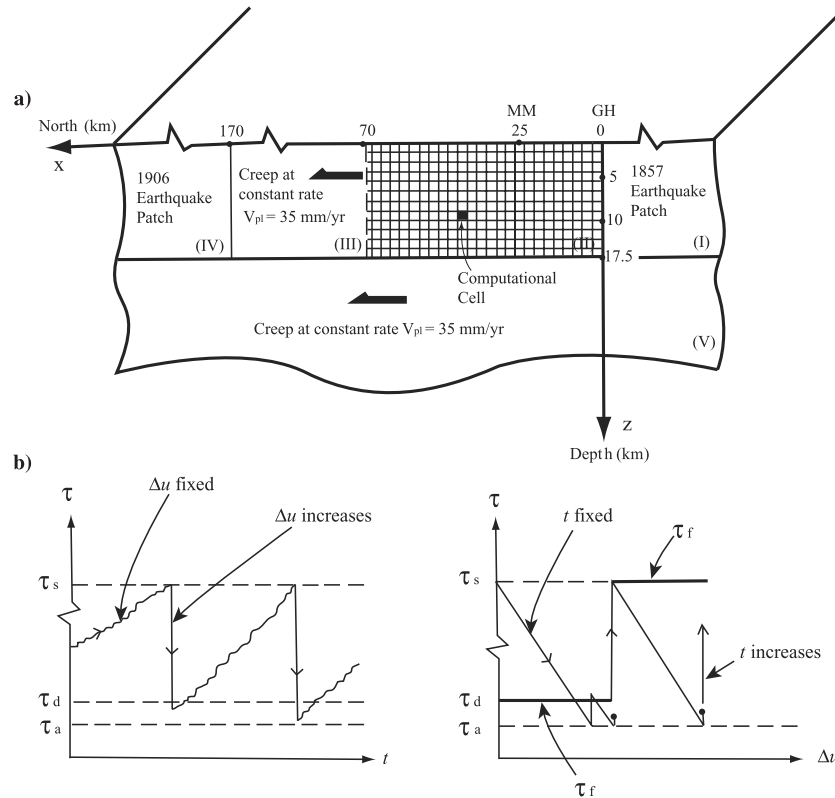 a)
North (km)
X
170
70
MM
25
GH
0
1906
Earthquake
Patch
(IV)
Creep at
constant rate
Vpl = 35 mm/yr
(III)
(II)
5
10
17.5
1857
Earthquake
Patch
(I)
Computational
Cell
Creep at constant rate Vpl = 35 mm/yr
(V)
z
Depth (km)
b)
τ
Δu fixed
Δu increases
τs
τd
τa
t
τ
t fixed
τf
τs
t increases
τd
τa
τf
Δu